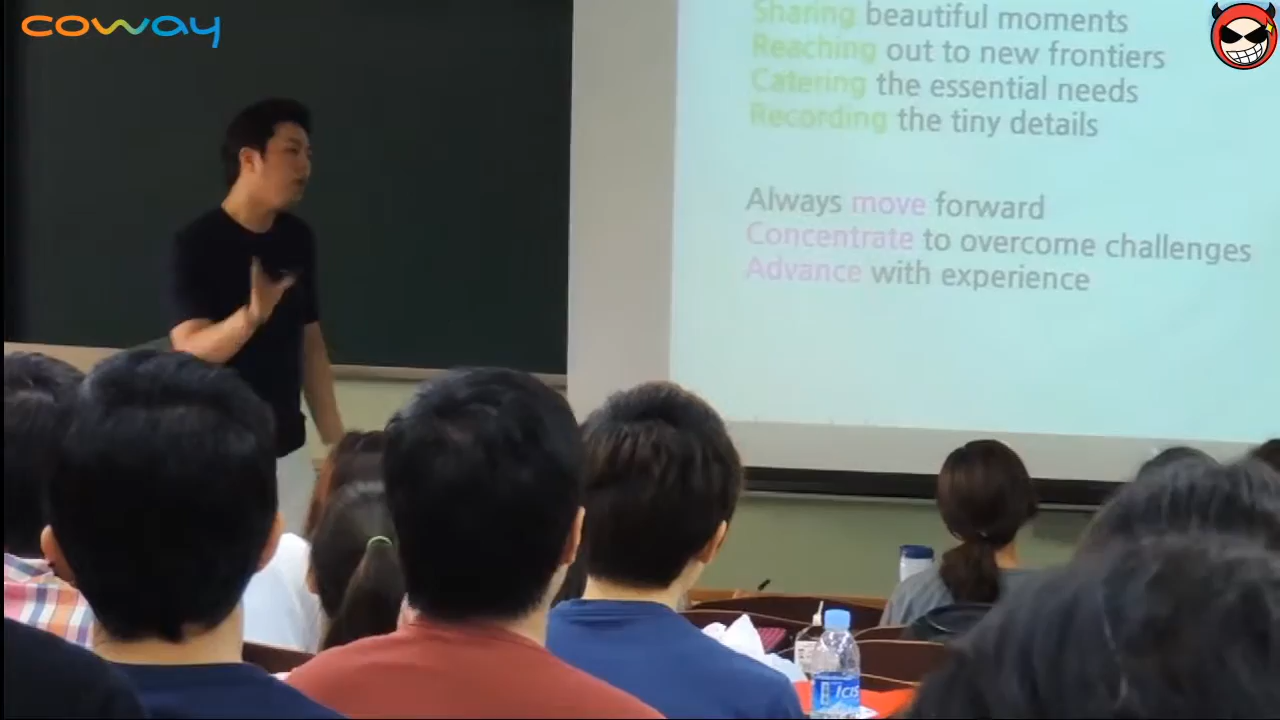 coway
Sharing beautiful moments
Reaching out to new frontiers
Catering the essential needs
Recording the tiny details
Always move forward
Concentrate to overcome challenges
Advance with experience
ICIS